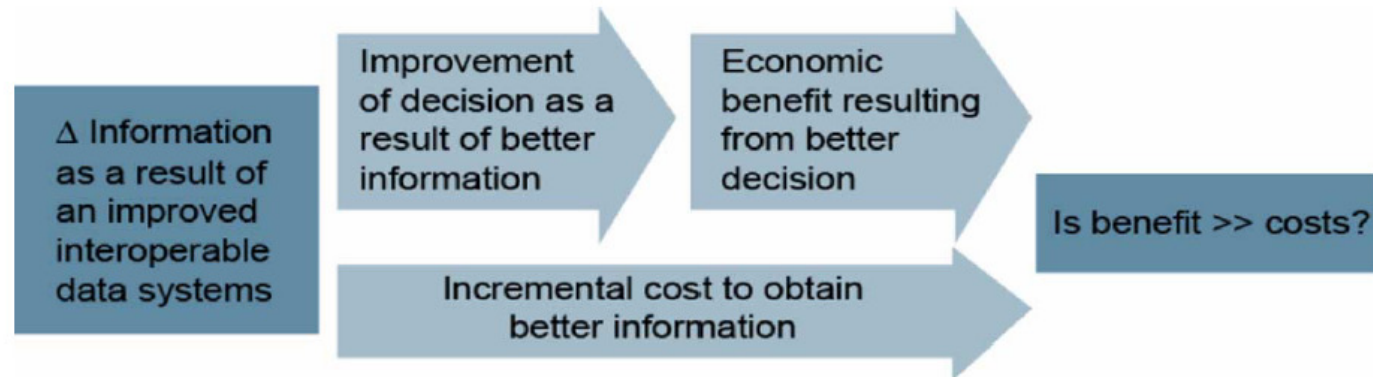 Δ Information
as a result of
an improved
interoperable
data systems
Improvement
of decision as a
result of better
information
Economic
benefit resulting
from better
decision
Incremental cost to obtain
better information
Is benefit >> costs?